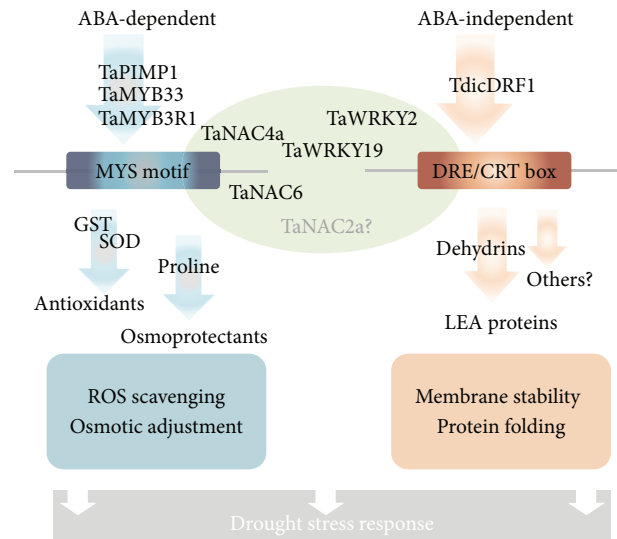 ABA-dependent
ABA-independent
TaPIMP1
TaMYB33
TaMYB3R1
TdicDRF1
TaNAC4a
TaWRKY2
TaWRKY19
MYS motif
DRE/CRT box
TaNAC6
TaNAC2a?
GST
SOD
Proline
Antioxidants
Osmoprotectants
Dehydrins
Others?
LEA proteins
ROS scavenging
Osmotic adjustment
Membrane stability
Protein folding
Drought stress response